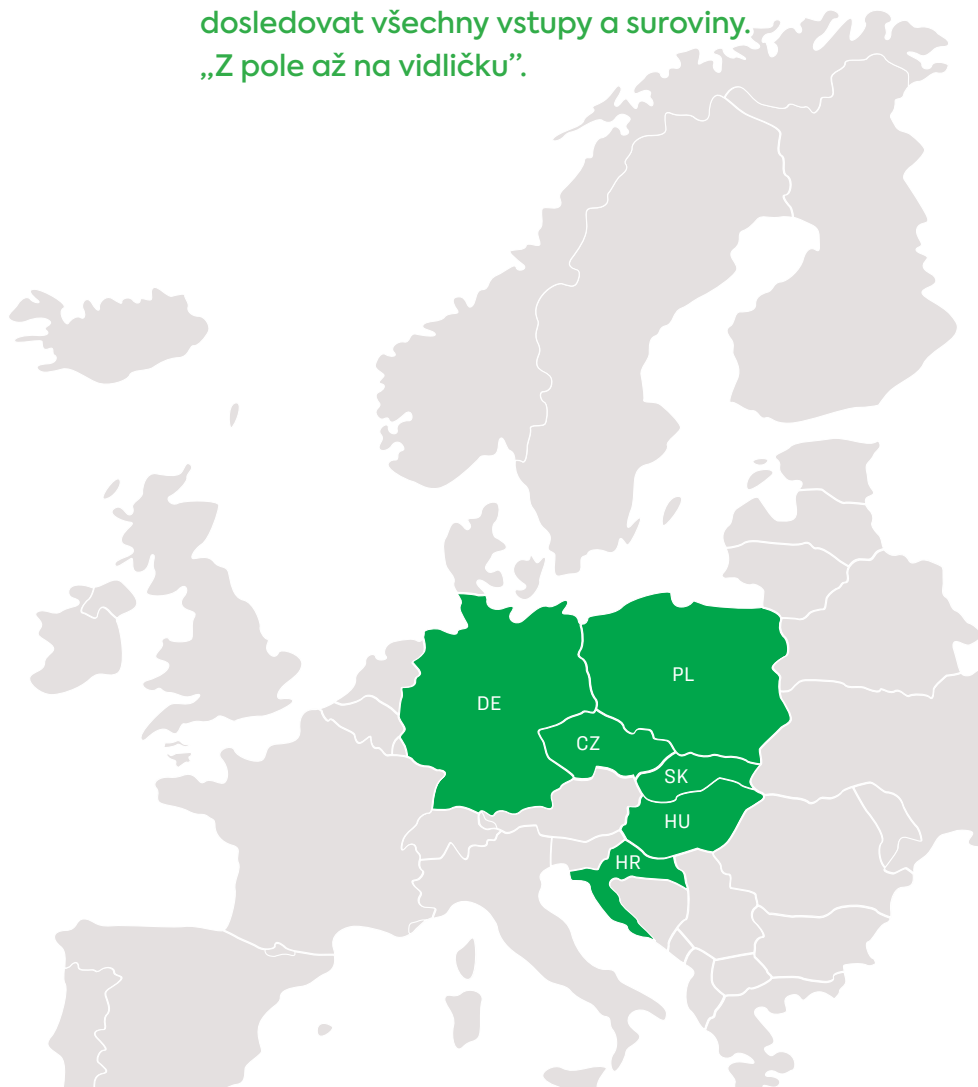 dosledovat všechny vstupy a suroviny.
„Z pole až na vidličku”.
PL
DE
CZ
SK
HU
HR